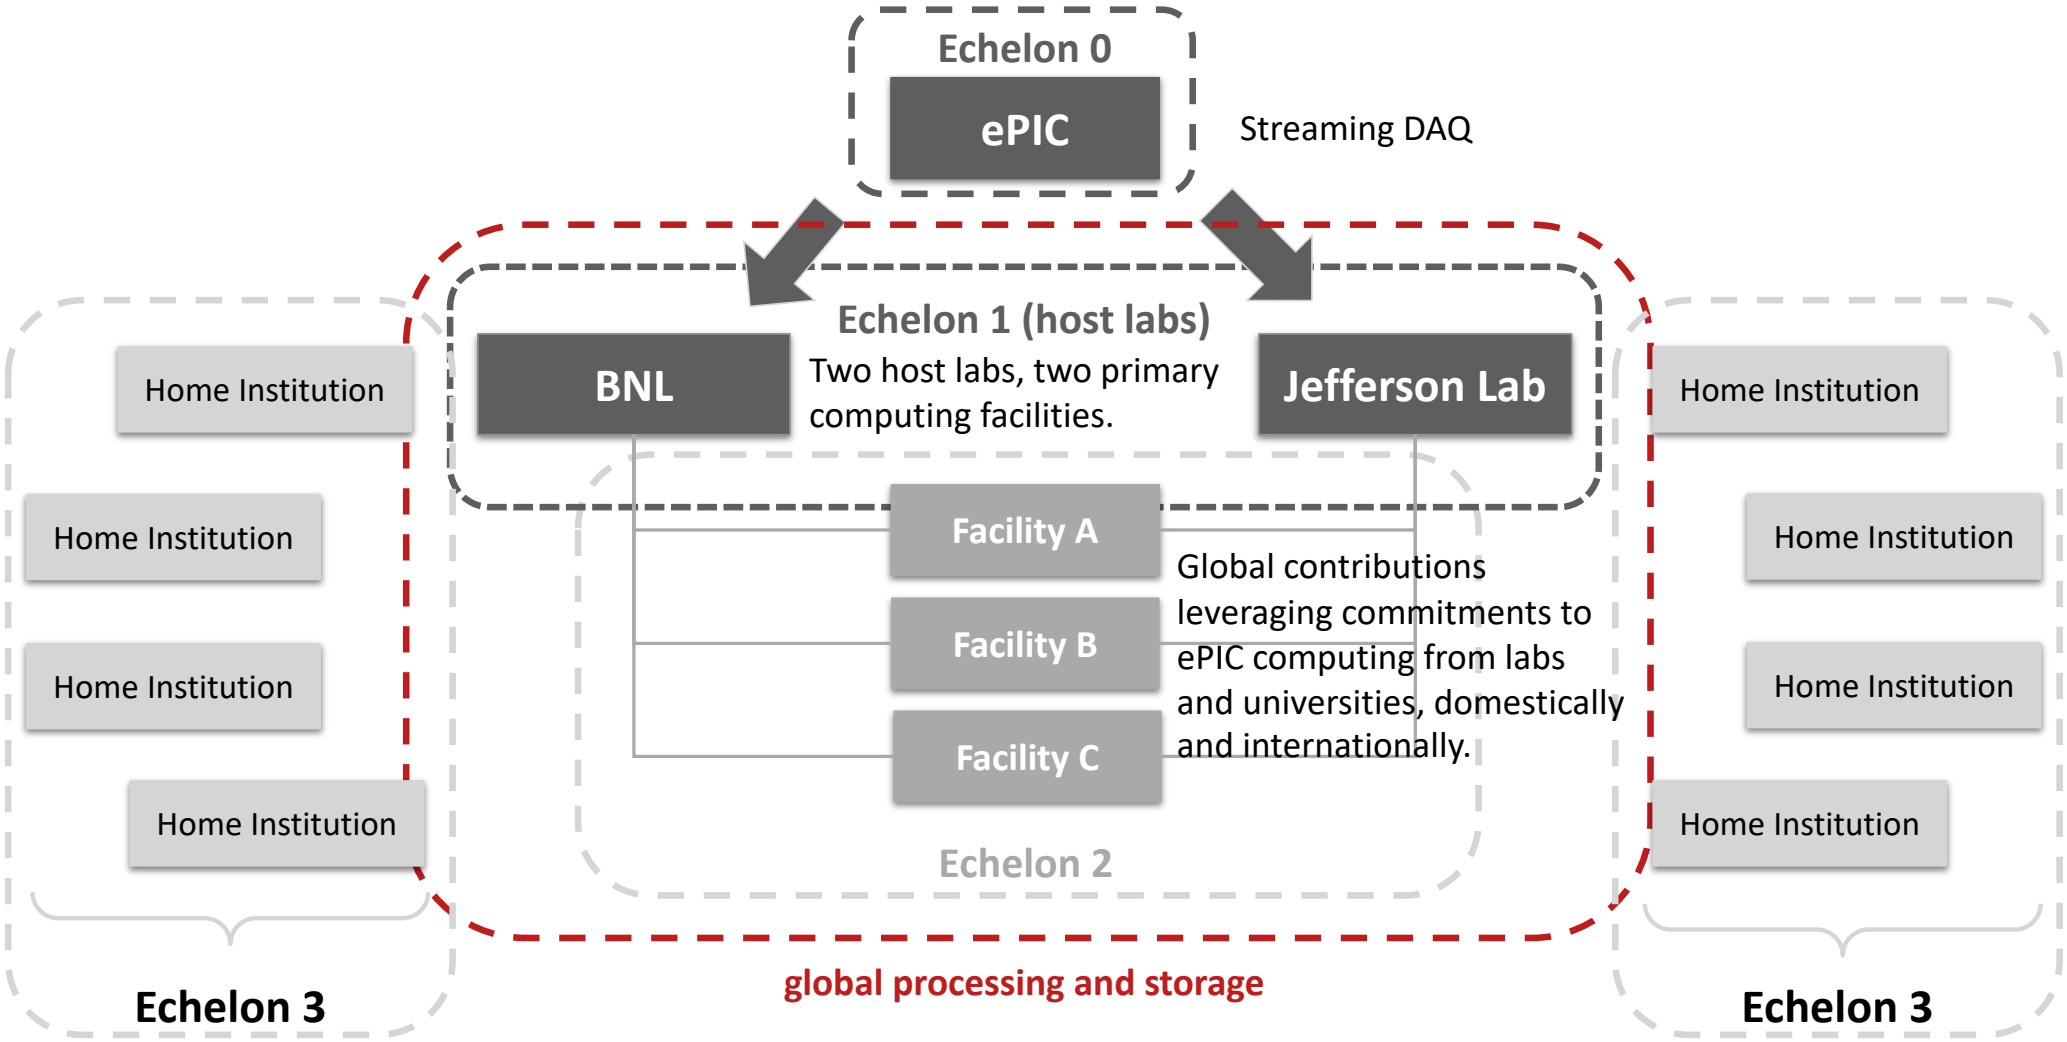 Echelon 0
ePIC
Streaming DAQ
Echelon 1 (host labs)
BNL
Two host labs, two primary
computing facilities.
Jefferson Lab
Home Institution
Home Institution
Home Institution
Home Institution
Echelon 3
Facility A
Facility B
Facility C
Global contributions
leveraging commitments to
ePIC computing from labs
and universities, domestically
and internationally.
Echelon 2
global processing and storage
Home Institution
Home Institution
Home Institution
Home Institution
Echelon 3